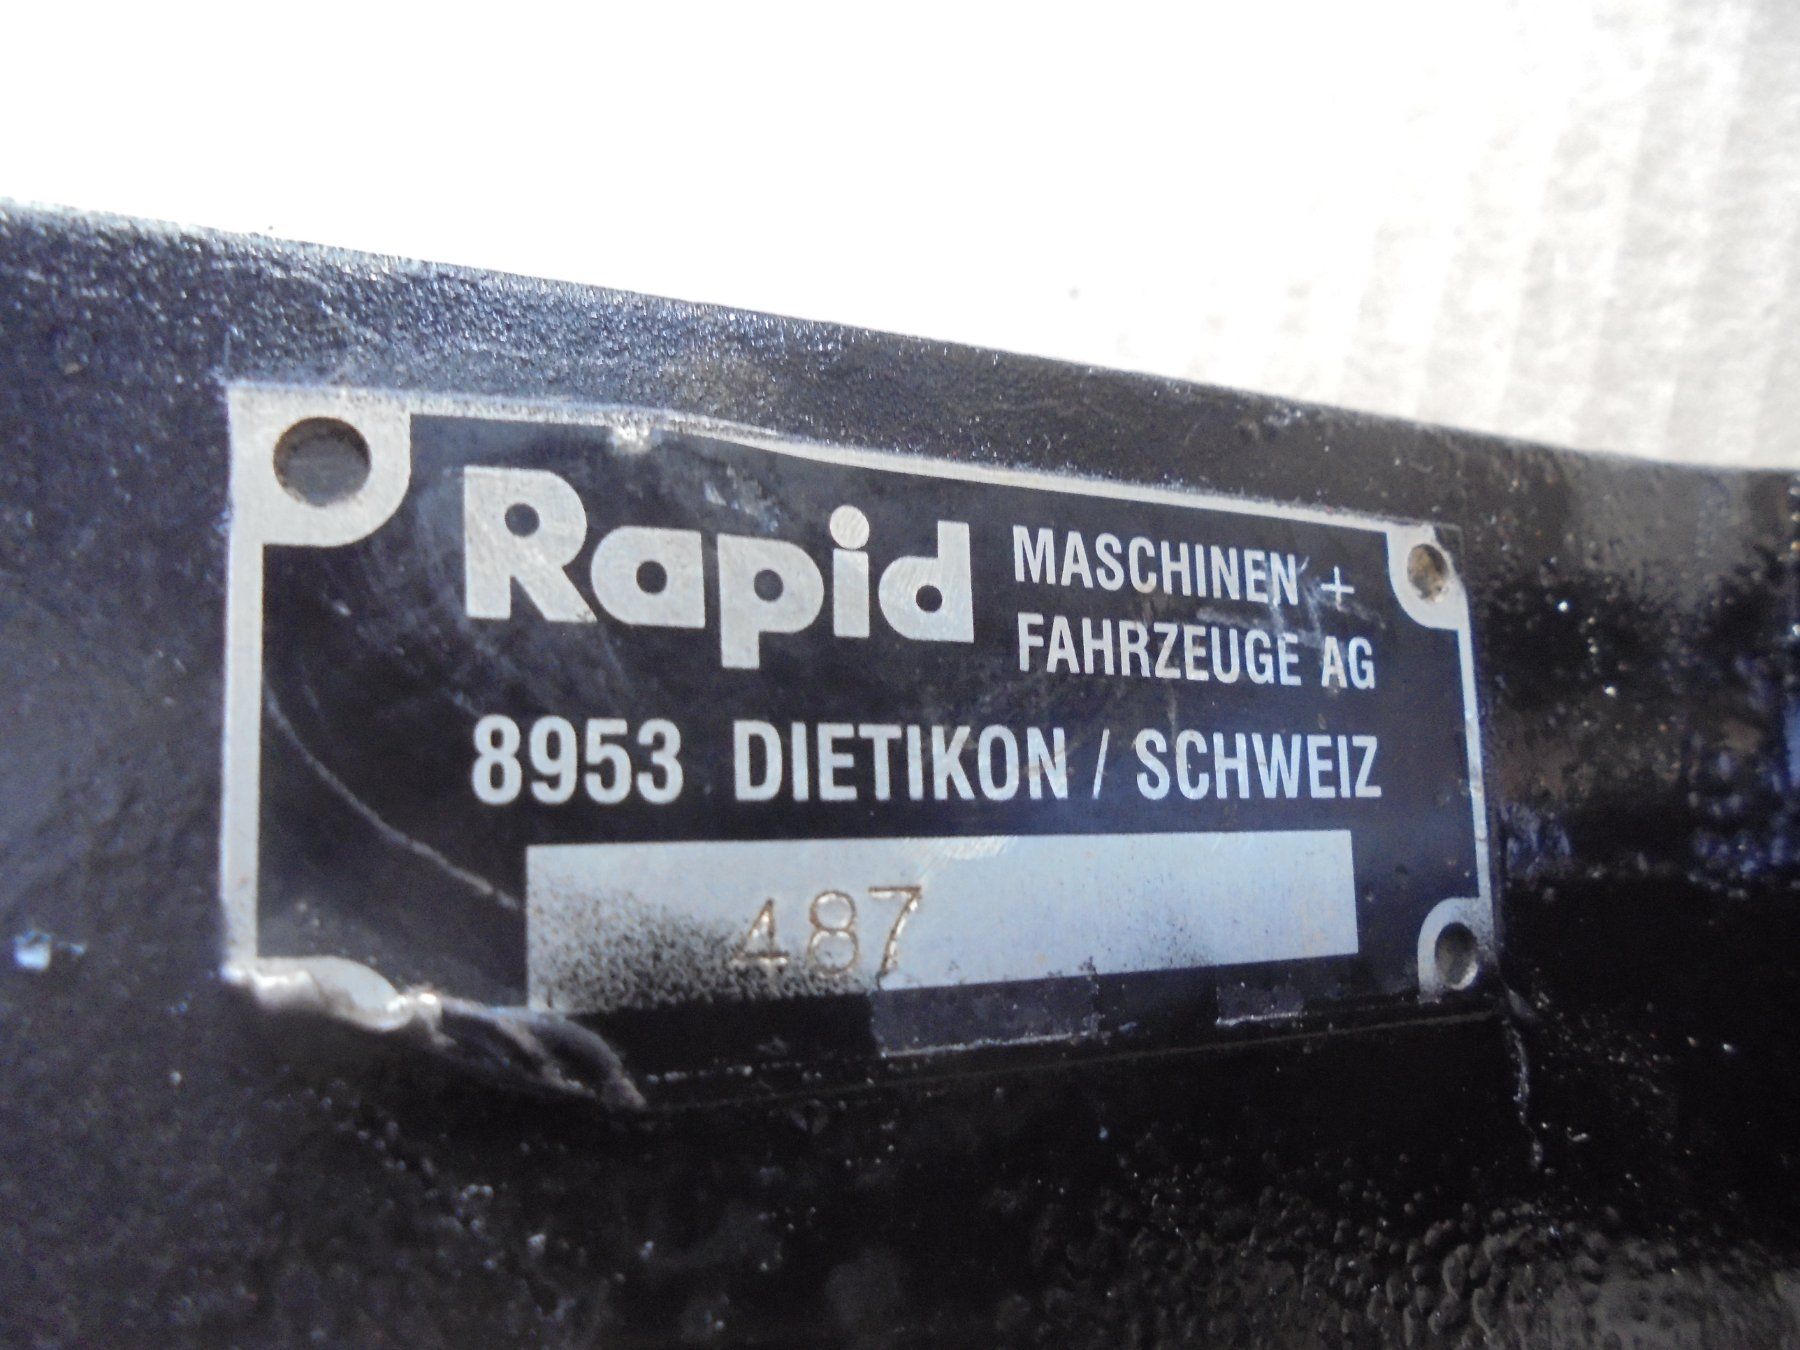 Rapid MASCHINEN +
FAHRZEUGE AG
8953 DIETIKON / SCHWEIZ
487